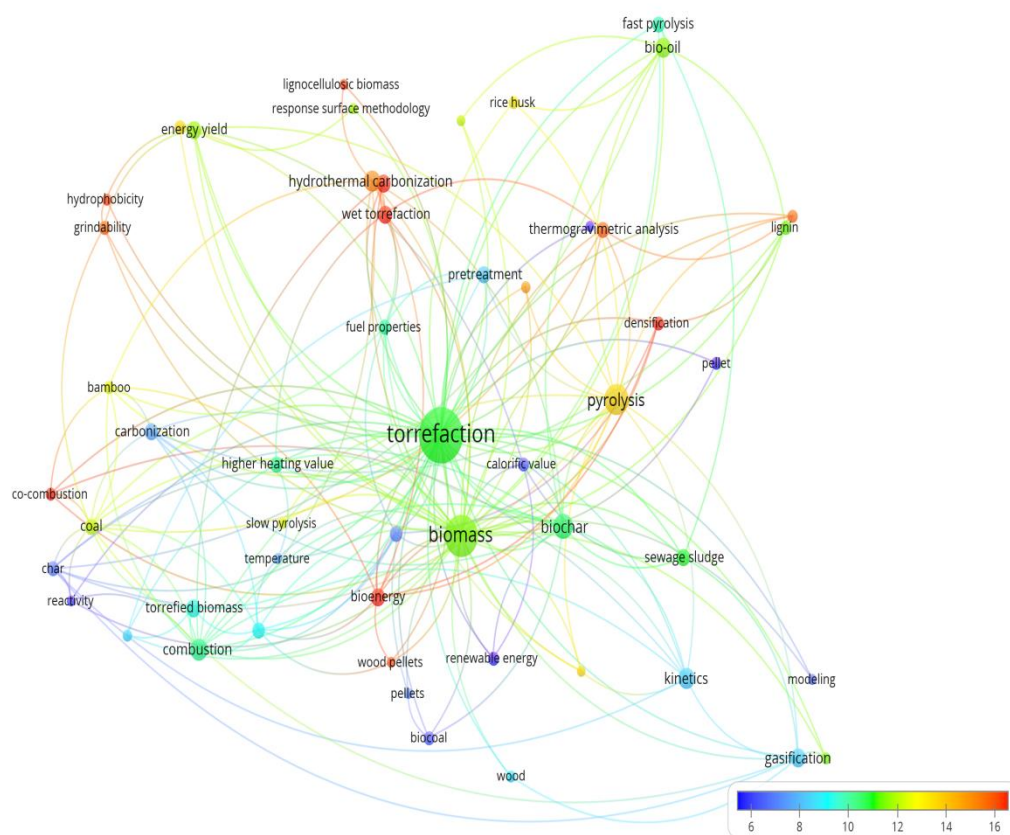 fast pyrolysis
bio-oil
lignocellulosic biomass
response surface methodology
rice husk
energy yield
hydrothermal carbonization
hydrophobicity
wet torrefaction
grindability
thermogravimetric analysis
lignin
pretreatment
fuel properties
densification
pellet
bamboo
pyrolysis
carbonization
torrefaction
higher heating value
calorific value
co-combustion
coal
slow pyrolysis
biomass
biochar
temperature
sewage sludge
char
reactivity
bioenergy
torrefied biomass
combustion
wood pellets
renewable energy
kinetics
modeling
pellets
biocoal
gasification
wood
6 8 10 12 14 16